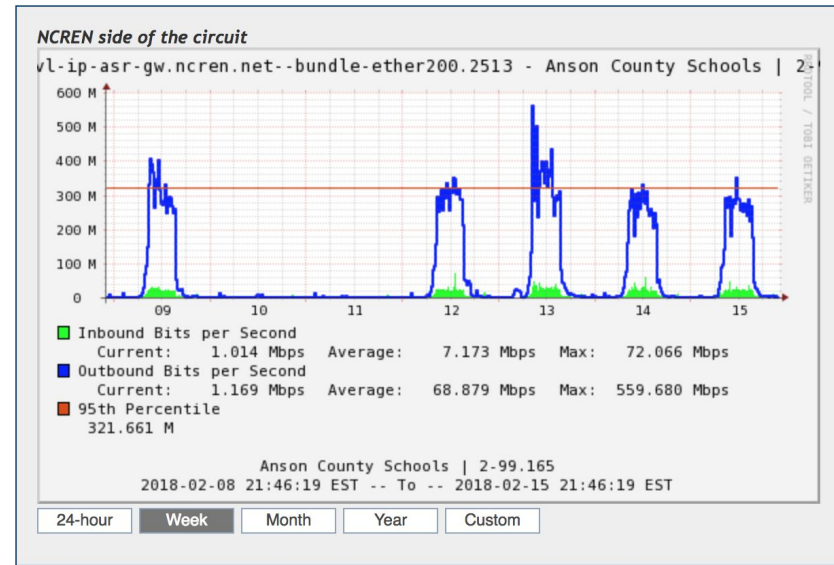 NCREN side of the circuit
vl-ip-asr-gw.ncren.net--bundle-ether200.2513 - Anson County Schools | 2-9
RRDTOOL / TOBI OETIKER
600 M
500 M
400 M
300 M
200 M
100 M
0
09 10 11 12 13 14 15
Inbound Bits per Second
Current: 1.014 Mbps Average: 7.173 Mbps Max: 72.066 Mbps
Outbound Bits per Second
Current: 1.169 Mbps Average: 68.879 Mbps Max: 559.680 Mbps
95th Percentile
321.661 M
Anson County Schools | 2-99.165
2018-02-08 21:46:19 EST -- To -- 2018-02-15 21:46:19 EST
24-hour Week Month Year Custom